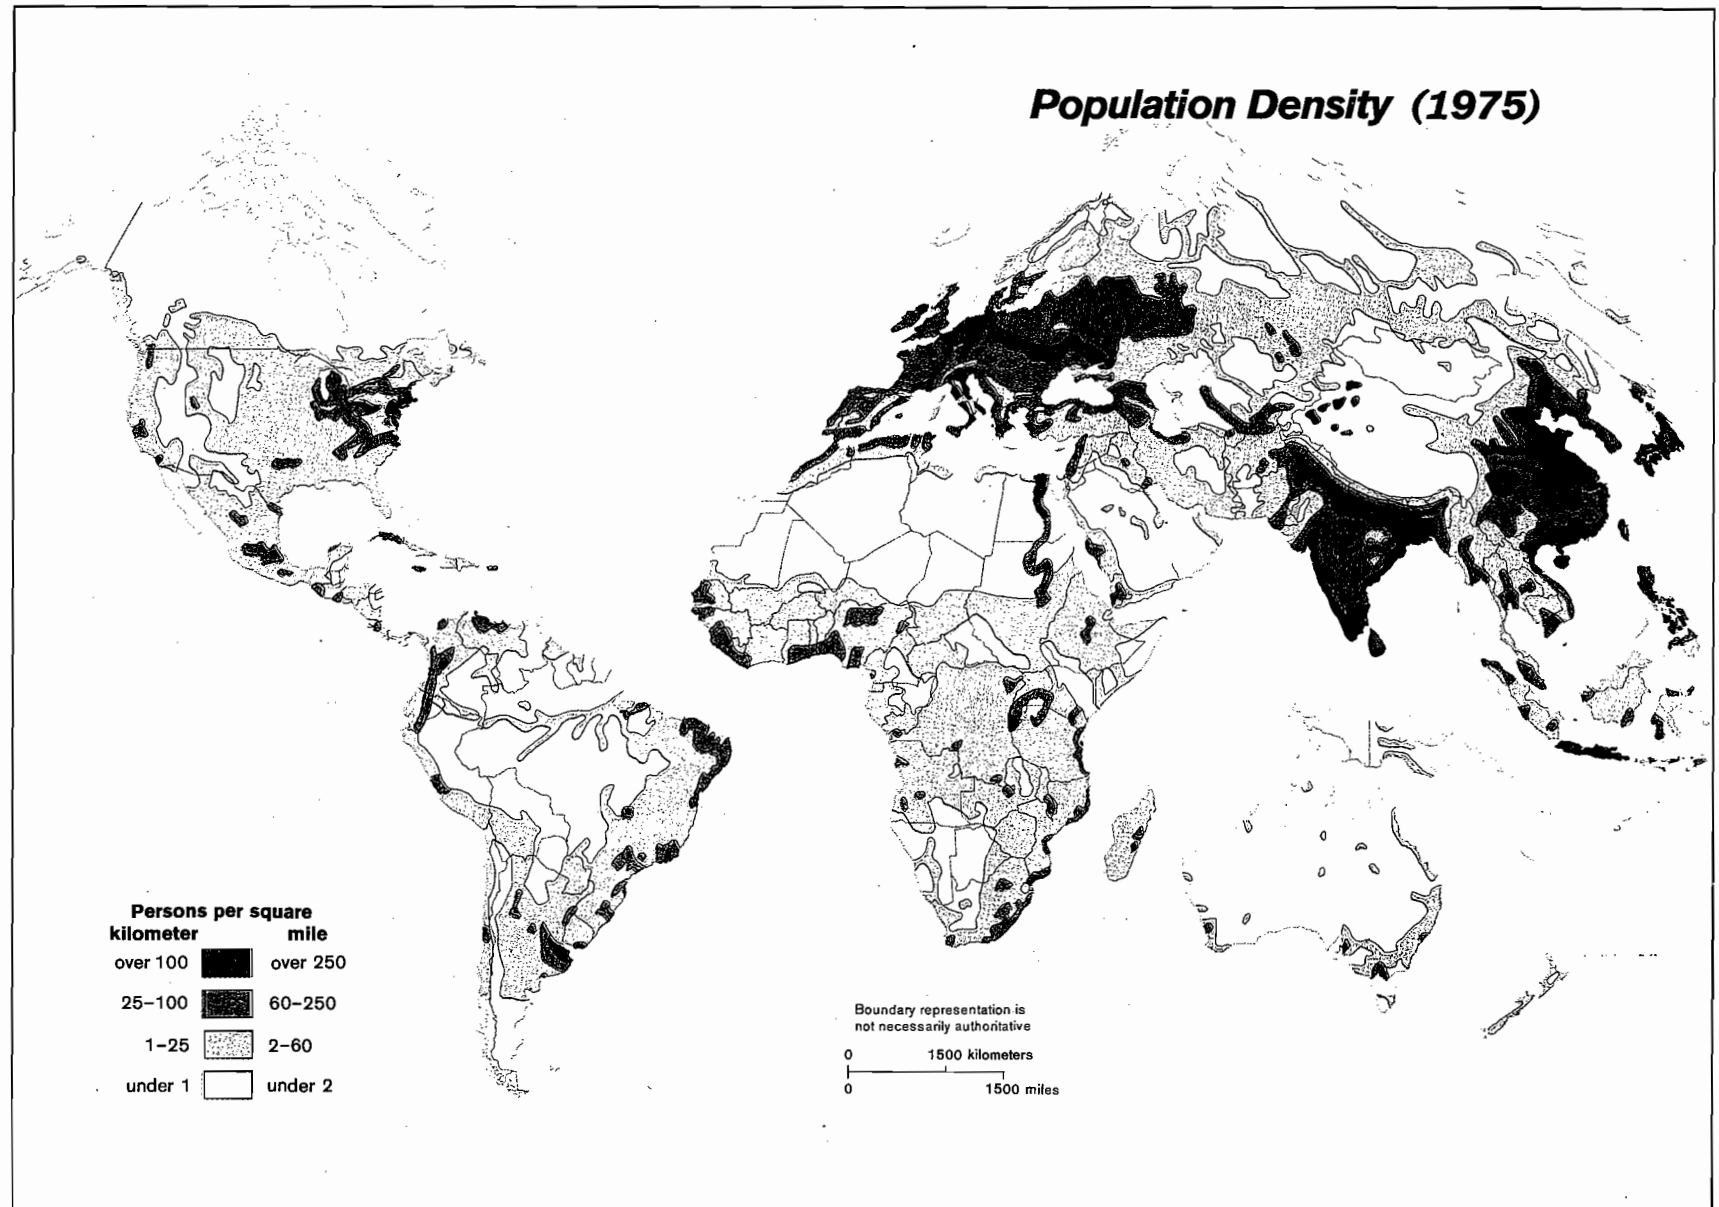 Population Density (1975)
Persons per square
kilometer mile
over 100 over 250
25–100 60–250
1–25 2–60
under 1 under 2
Boundary representation is
not necessarily authoritative
0 1500 kilometers
0 1500 miles